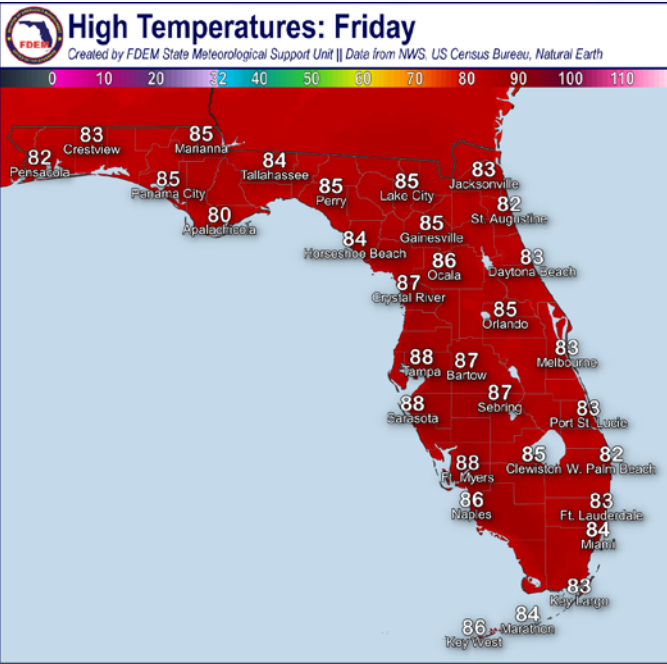 FDEM
High Temperatures: Friday
Created by FDEM State Meteorological Support Unit || Data from NWS, US Census Bureau, Natural Earth
0 10 20 32 40 50 60 70 80 90 100 110
83
Crestview
85
Marianna
82
Pensacola
84
Tallahassee
85
Panama City
85
Perry
85
Lake City
83
Jacksonville
80
Apalachicola
82
St. Augustine
85
Gainesville
84
Horseshoe Beach
86
Ocala
83
Daytona Beach
87
Crystal River
85
Orlando
83
Melbourne
88
Tampa
87
Bartow
87
Sebring
88
Sarasota
83
Port St. Lucie
85
Clewiston
82
W. Palm Beach
88
Ft. Myers
86
Naples
83
Ft. Lauderdale
84
Miami
83
Key Largo
84
Marathon
86
Key West